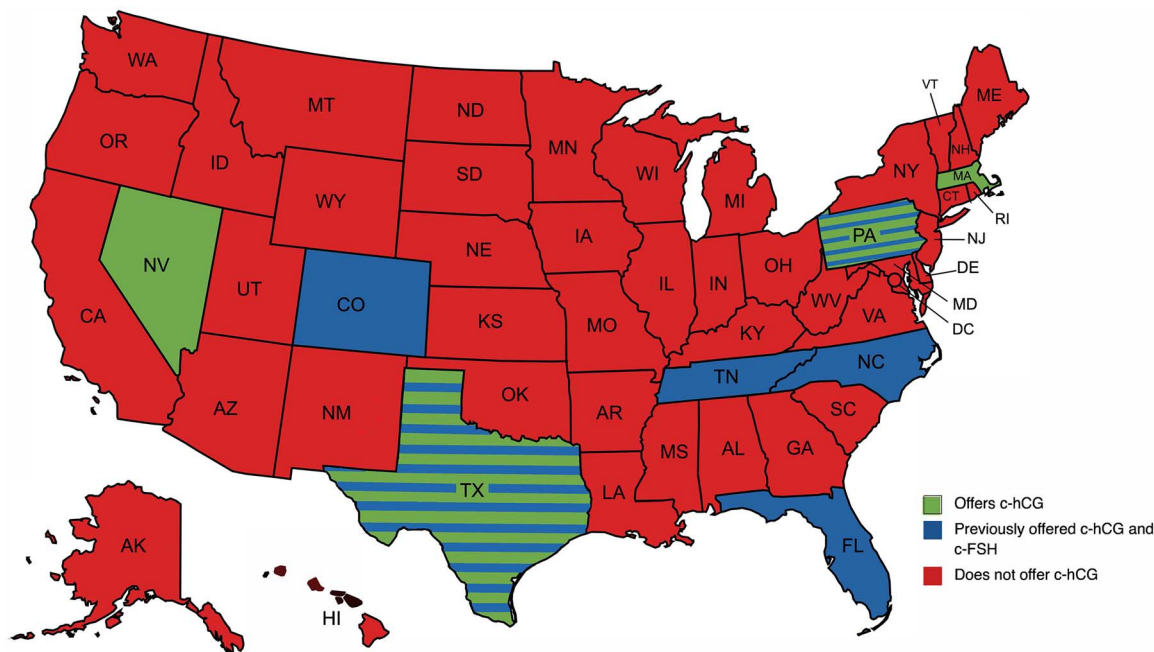 WA
MT
ND
MN
OR
ID
SD
WI
MI
NY
VT
ME
NH
MA
CT
RI
WY
NE
IA
PA
NJ
NV
UT
CO
IL
IN
OH
DE
MD
DC
CA
KS
MO
KY
WV
VA
AZ
NM
OK
AR
TN
NC
SC
MS
AL
GA
TX
LA
FL
AK
HI
Offers c-hCG
Previously offered c-hCG and
c-FSH
Does not offer c-hCG